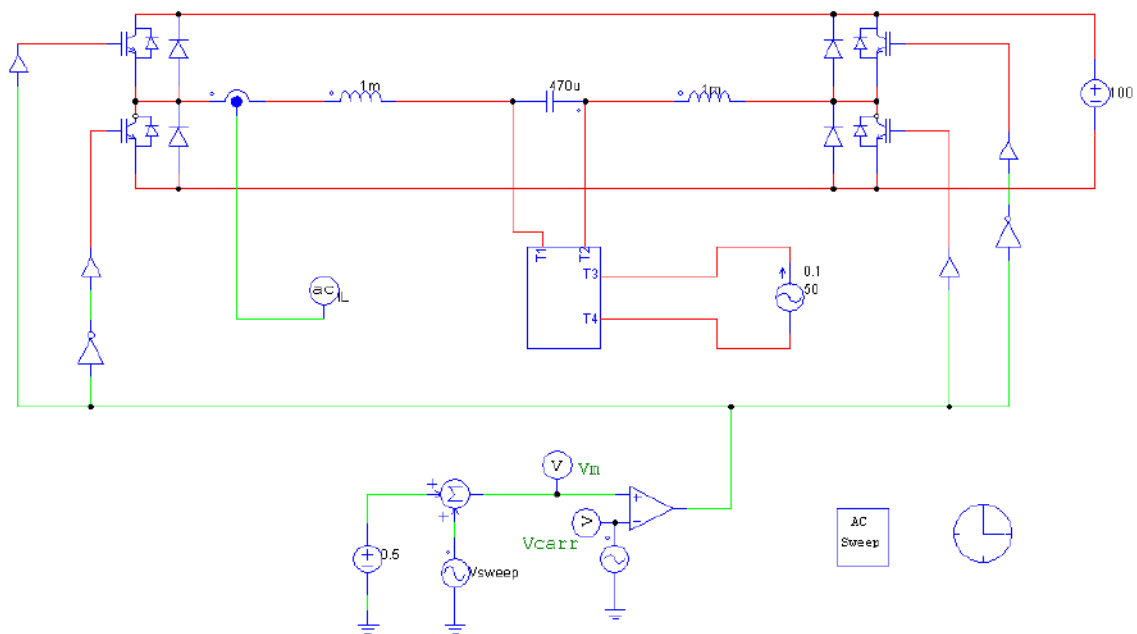 1m
470u
1m
100
T1
T2
T3
T4
0.1
50
ac
IL
V
Vm
+
+
Σ
0.5
Vsweep
V
Vcarr
+
−
AC
Sweep